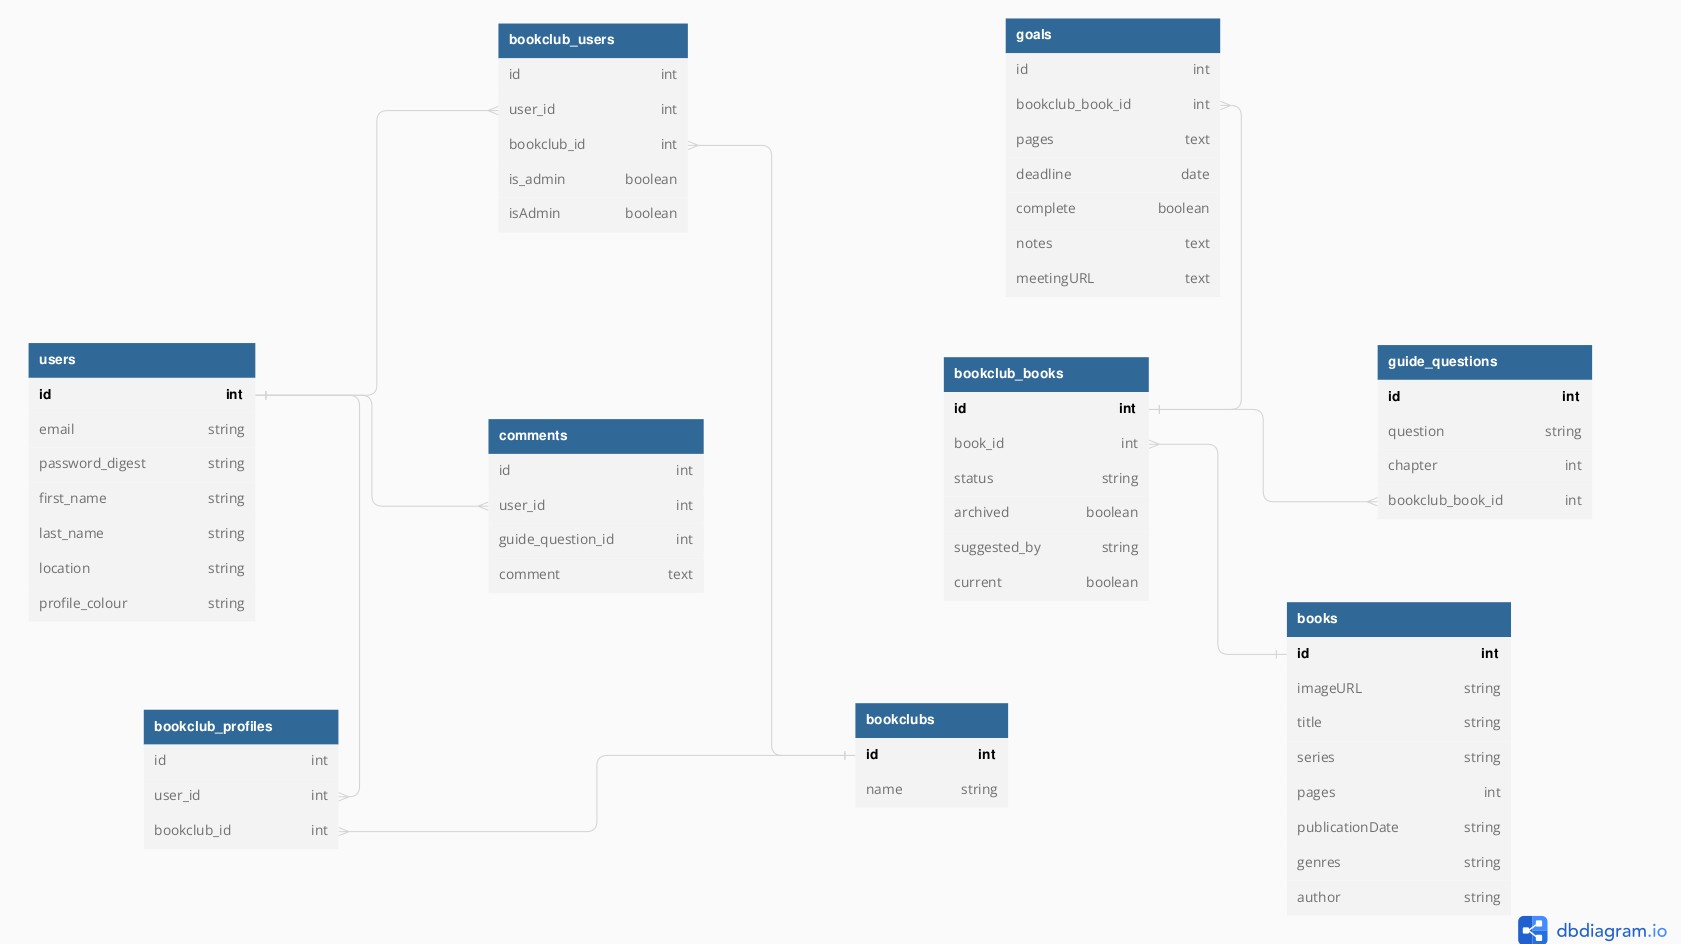 bookclub_users
id int
user_id int
bookclub_id int
is_admin boolean
isAdmin boolean
goals
id int
bookclub_book_id int
pages text
deadline date
complete boolean
notes text
meetingURL text
users
id int
email string
password_digest string
first_name string
last_name string
location string
profile_colour string
comments
id int
user_id int
guide_question_id int
comment text
bookclub_books
id int
book_id int
status string
archived boolean
suggested_by string
current boolean
guide_questions
id int
question string
chapter int
bookclub_book_id int
books
id int
imageURL string
title string
series string
pages int
publicationDate string
genres string
author string
bookclub_profiles
id int
user_id int
bookclub_id int
bookclubs
id int
name string
dbdiagram.io